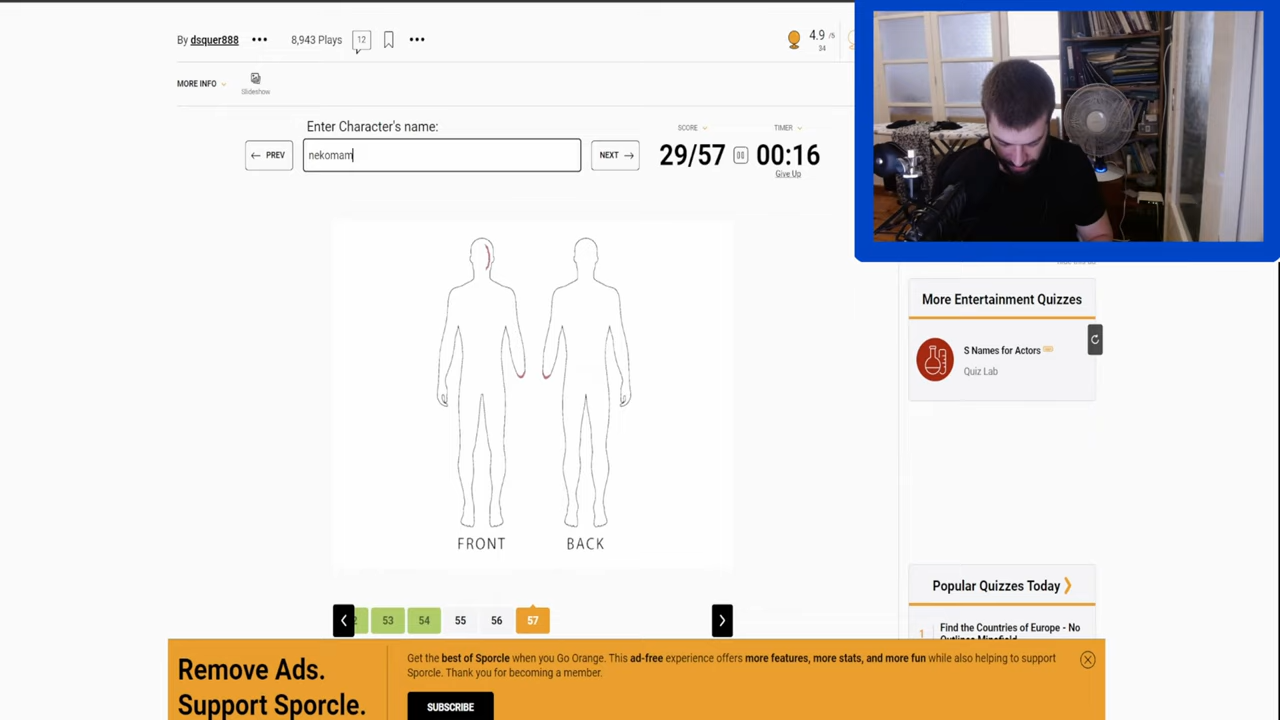 By dsquer888 ••• 8,943 Plays 12 •••
4.9 /5
34
MORE INFO
Slideshow
Enter Character's name:
← PREV
nekomam
NEXT →
SCORE
29/57
TIMER
00:16
Give Up
FRONT
BACK
53 54 55 56 57
More Entertainment Quizzes
S Names for Actors
Quiz Lab
Popular Quizzes Today
1
Find the Countries of Europe - No
Outlines Minefield
Remove Ads.
Support Sporcle.
Get the best of Sporcle when you Go Orange. This ad-free experience offers more features, more stats, and more fun while also helping to support
Sporcle. Thank you for becoming a member.
SUBSCRIBE